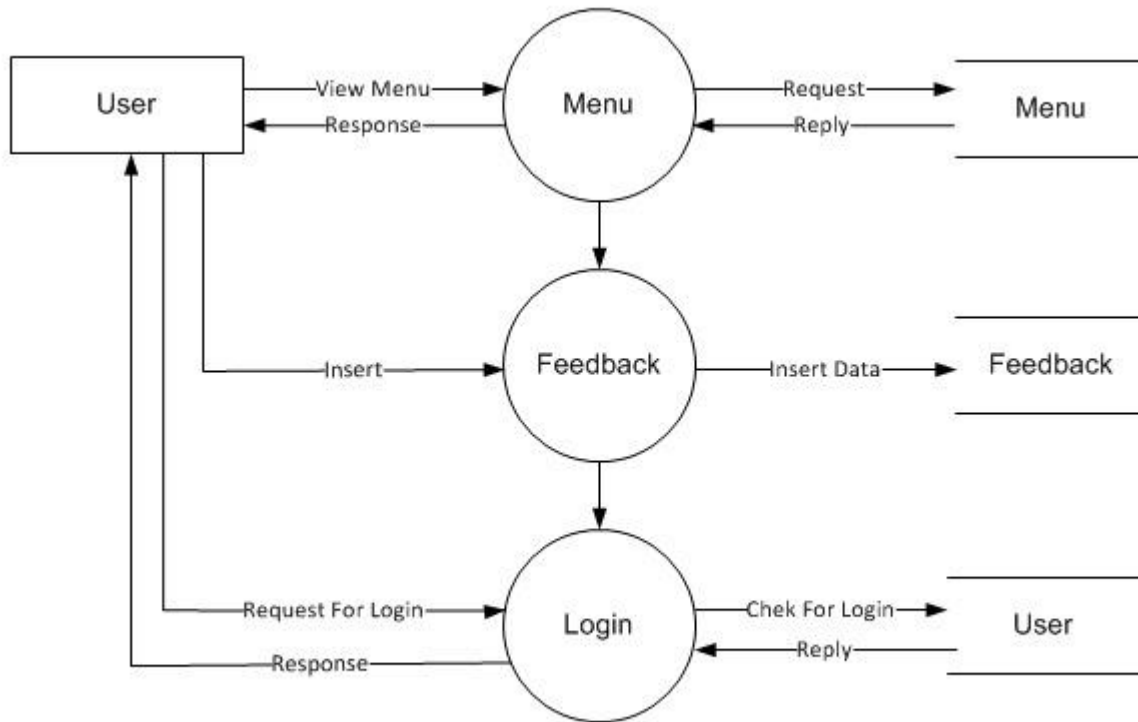 User
View Menu
Response
Menu
Request
Reply
Menu
Insert
Feedback
Insert Data
Feedback
Request For Login
Response
Login
Chek For Login
Reply
User